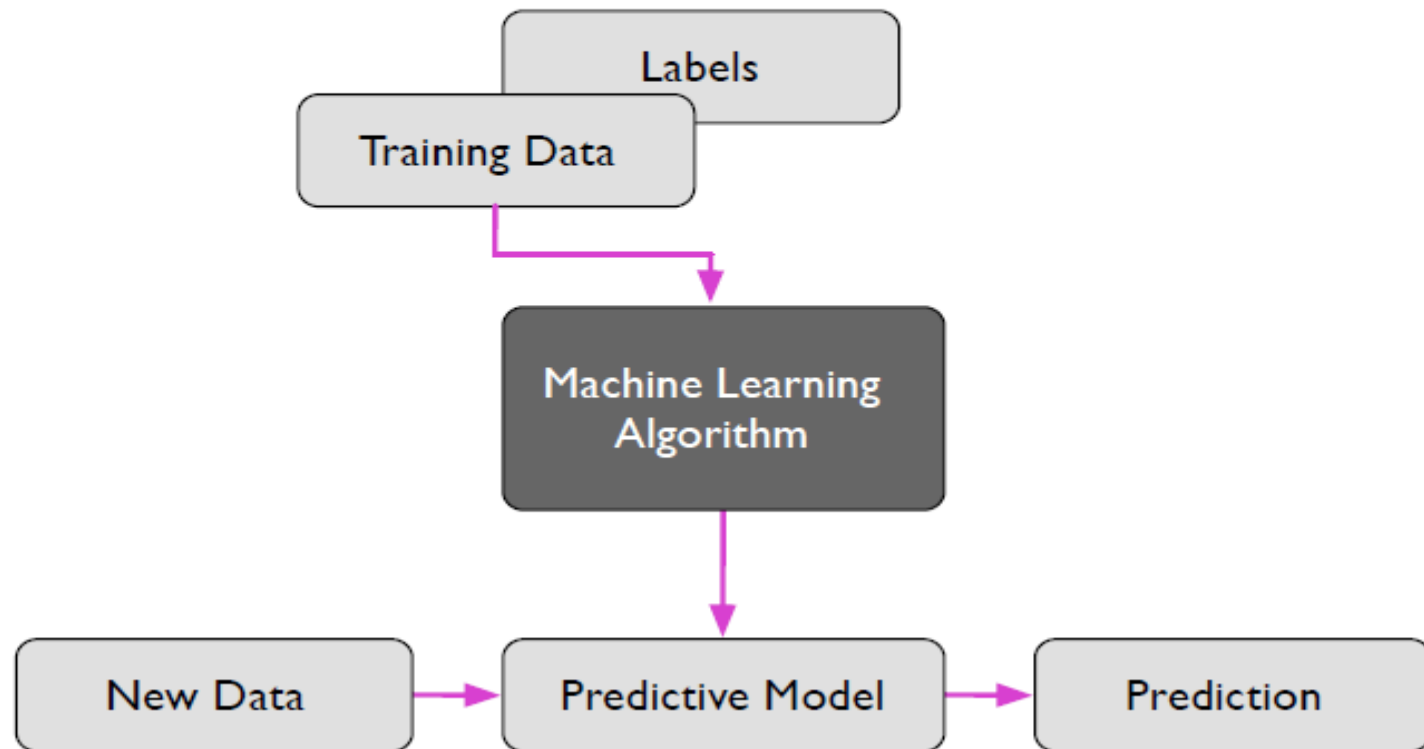 Labels
Training Data
Machine Learning
Algorithm
New Data
Predictive Model
Prediction